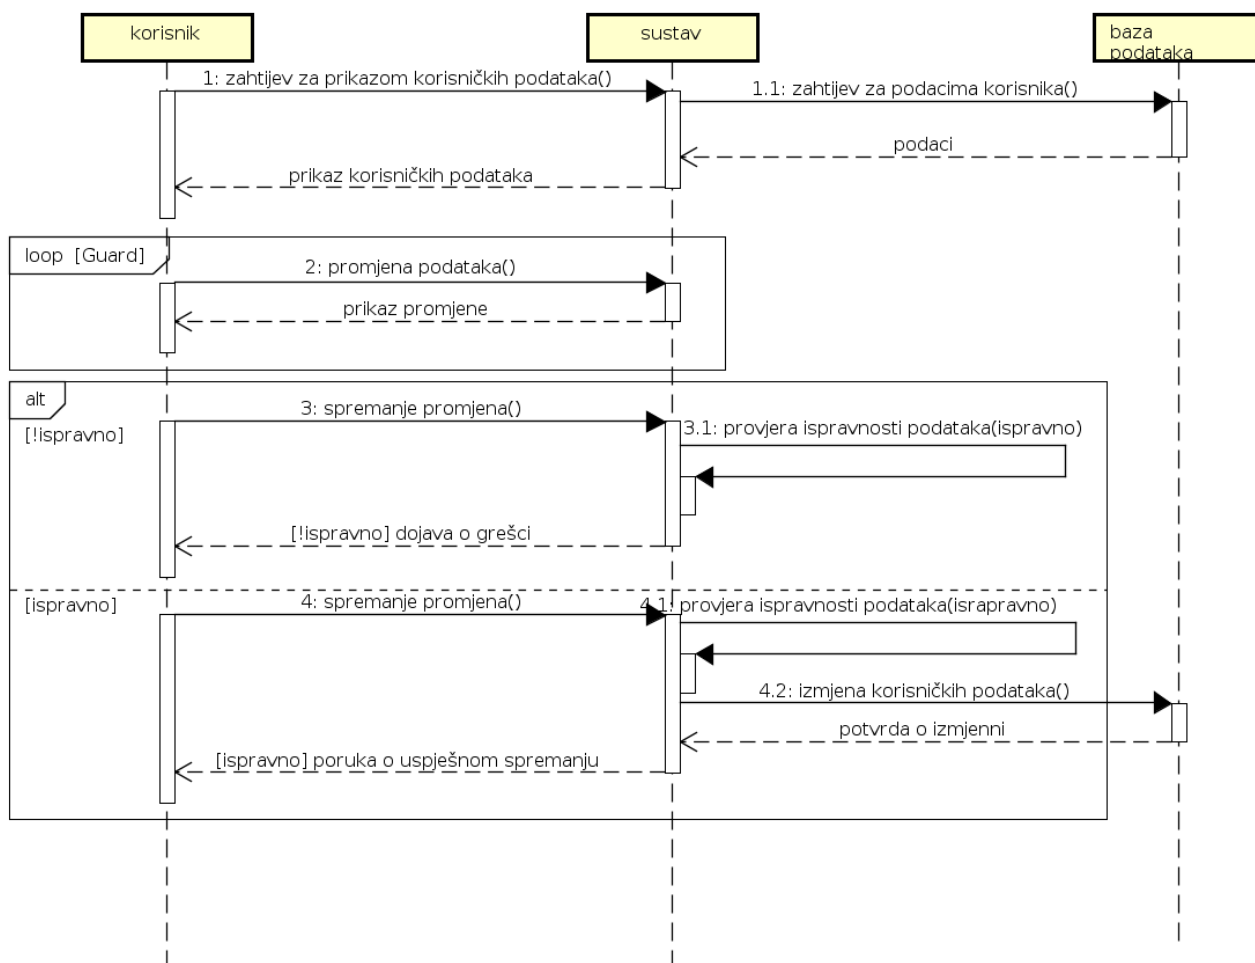 korisnik
sustav
baza
podataka
1: zahtijev za prikazom korisničkih podataka()
1.1: zahtijev za podacima korisnika()
podaci
prikaz korisničkih podataka
loop [Guard]
2: promjena podataka()
prikaz promjene
alt
3: spremanje promjena()
[!ispravno]
3.1: provjera ispravnosti podataka(ispravno)
[!ispravno] dojava o grešci
[ispravno]
4: spremanje promjena()
4.1: provjera ispravnosti podataka(israpravno)
4.2: izmjena korisničkih podataka()
potvrda o izmjenni
[ispravno] poruka o uspješnom spremanju